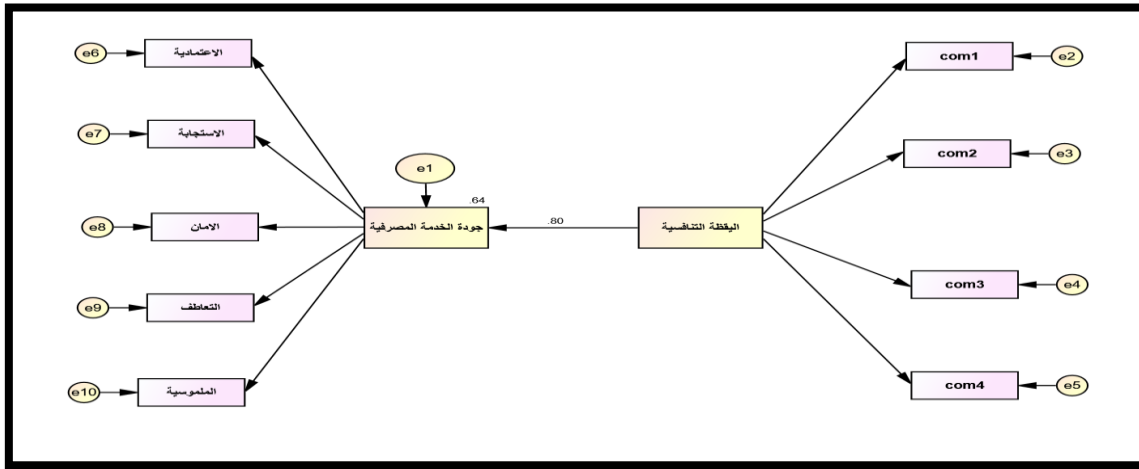 e6
الاعتمادية
com1
e2
e7
الاستجابة
com2
e3
e1
.64
جودة الخدمة المصرفية
.80
اليقظة التنافسية
e8
الامان
com3
e4
e9
التعاطف
com4
e5
e10
الملموسية